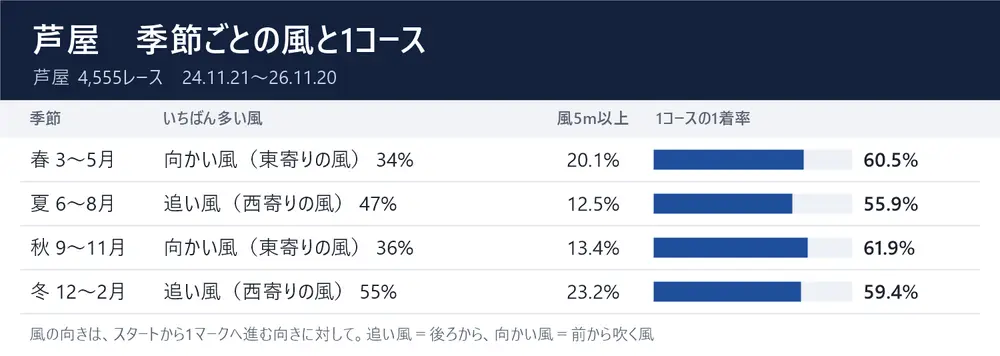 芦屋　季節ごとの風と1コース
芦屋 4,555レース　24.11.21～26.11.20
季節　いちばん多い風　風5m以上　1コースの1着率
春 3～5月　向かい風（東寄りの風） 34%　20.1%　60.5%
夏 6～8月　追い風（西寄りの風） 47%　12.5%　55.9%
秋 9～11月　向かい風（東寄りの風） 36%　13.4%　61.9%
冬 12～2月　追い風（西寄りの風） 55%　23.2%　59.4%
風の向きは、スタートから1マークへ進む向きに対して。追い風＝後ろから、向かい風＝前から吹く風